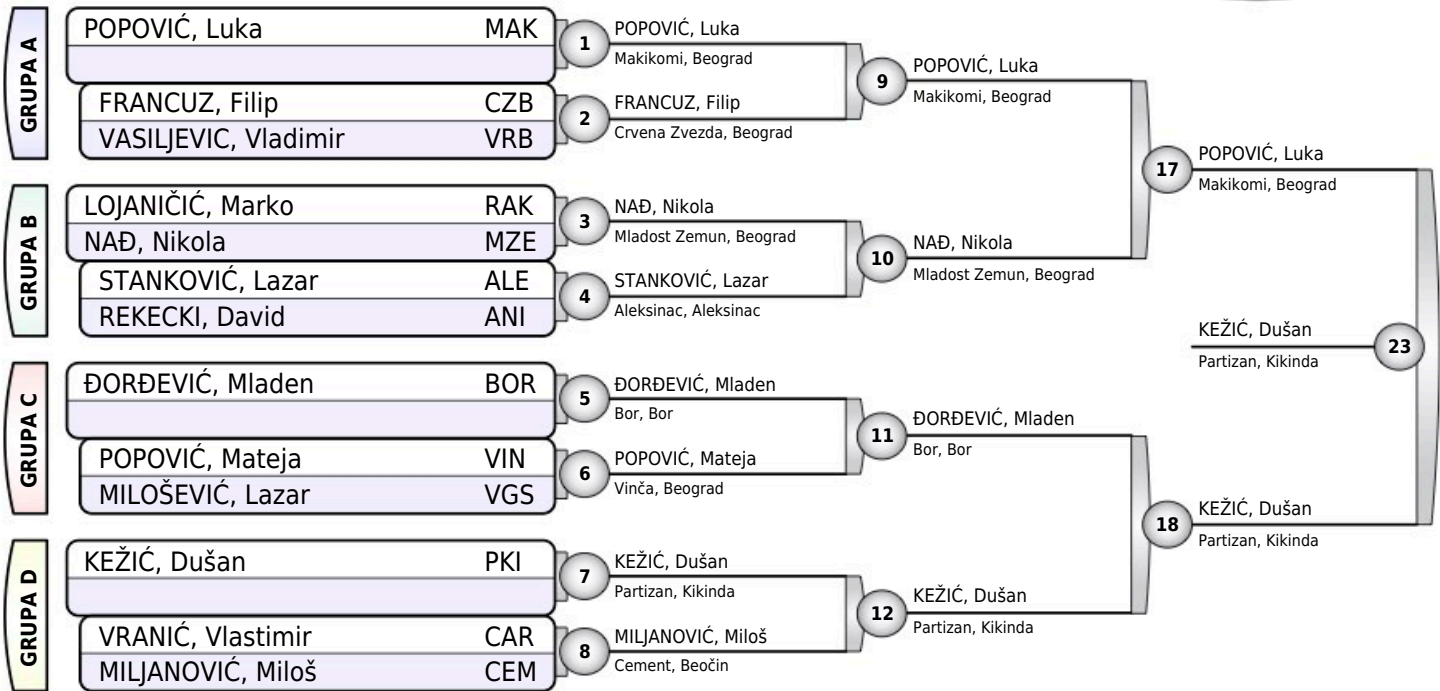 GRUPA A
POPOVIĆ, Luka MAK
FRANCUZ, Filip CZB
VASILJEVIC, Vladimir VRB
GRUPA B
LOJANIČIĆ, Marko RAK
NAĐ, Nikola MZE
STANKOVIĆ, Lazar ALE
REKECKI, David ANI
GRUPA C
ĐORĐEVIĆ, Mladen BOR
POPOVIĆ, Mateja VIN
MILOŠEVIĆ, Lazar VGS
GRUPA D
KEŽIĆ, Dušan PKI
VRANIĆ, Vlastimir CAR
MILJANOVIĆ, Miloš CEM
1
POPOVIĆ, Luka
Makikomi, Beograd
2
FRANCUZ, Filip
Crvena Zvezda, Beograd
3
NAĐ, Nikola
Mladost Zemun, Beograd
4
STANKOVIĆ, Lazar
Aleksinac, Aleksinac
5
ĐORĐEVIĆ, Mladen
Bor, Bor
6
POPOVIĆ, Mateja
Vinča, Beograd
7
KEŽIĆ, Dušan
Partizan, Kikinda
8
MILJANOVIĆ, Miloš
Cement, Beočin
9
POPOVIĆ, Luka
Makikomi, Beograd
10
NAĐ, Nikola
Mladost Zemun, Beograd
11
ĐORĐEVIĆ, Mladen
Bor, Bor
12
KEŽIĆ, Dušan
Partizan, Kikinda
17
POPOVIĆ, Luka
Makikomi, Beograd
18
KEŽIĆ, Dušan
Partizan, Kikinda
KEŽIĆ, Dušan
Partizan, Kikinda
23